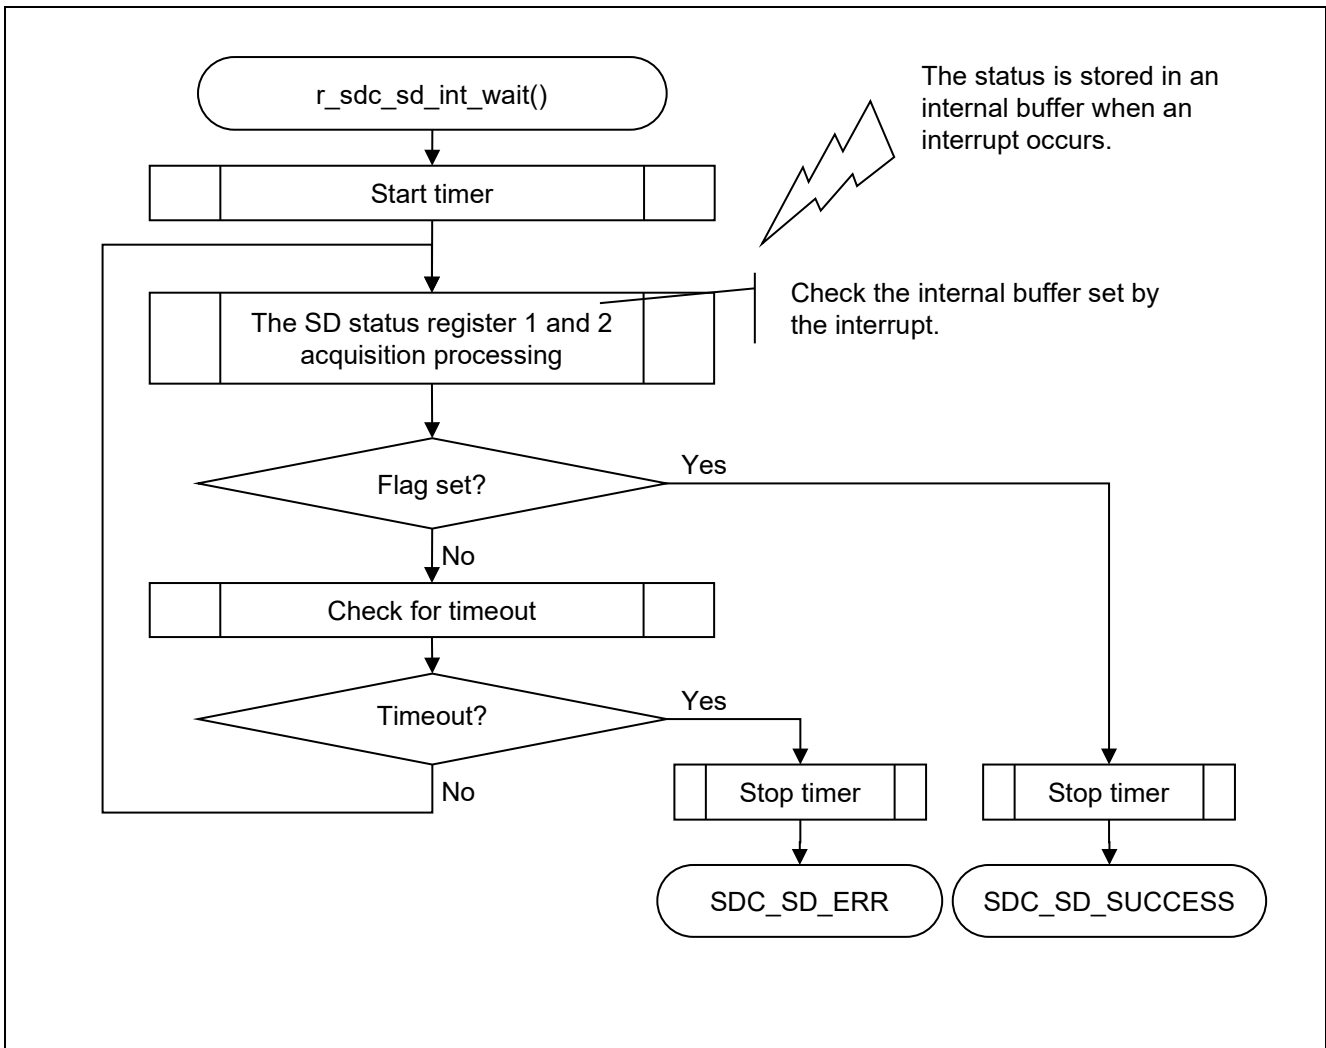 r_sdc_sd_int_wait()
The status is stored in an
internal buffer when an
interrupt occurs.
Start timer
Check the internal buffer set by
the interrupt.
The SD status register 1 and 2
acquisition processing
Flag set?
Yes
No
Check for timeout
Timeout?
Yes
No
Stop timer
Stop timer
SDC_SD_ERR
SDC_SD_SUCCESS